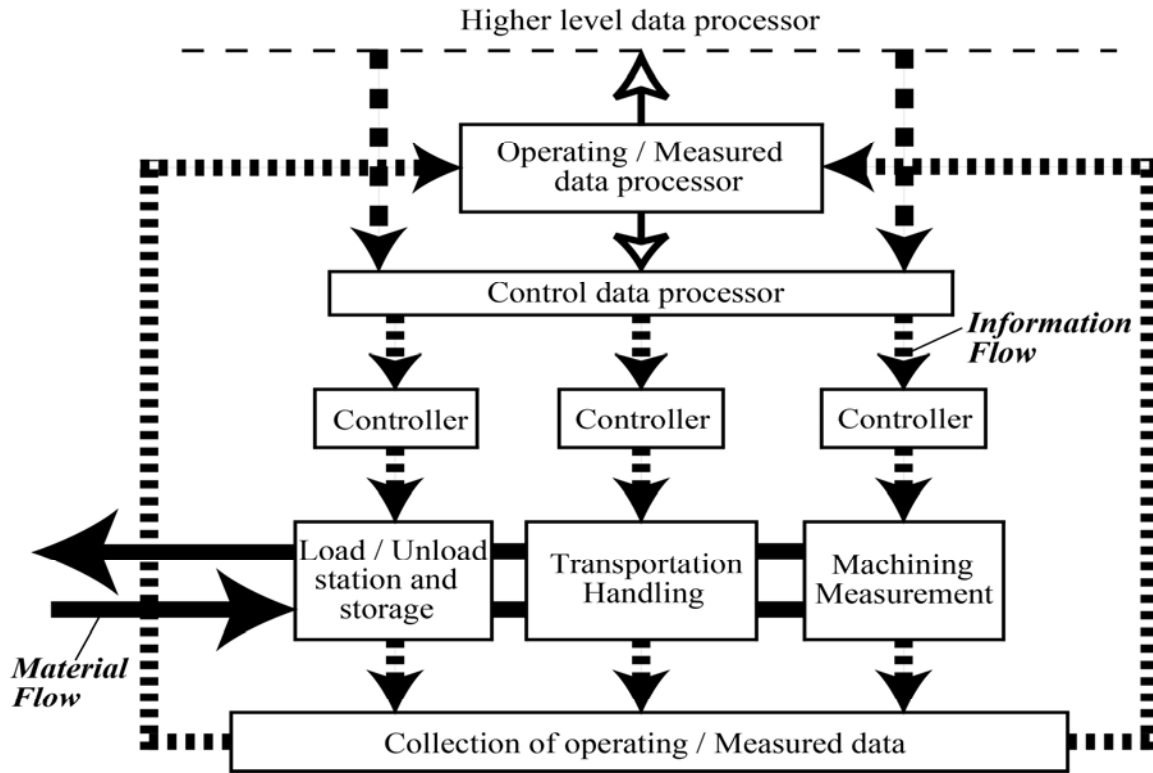 Higher level data processor
Operating / Measured
data processor
Control data processor
Information
Flow
Controller
Controller
Controller
Load / Unload
station and
storage
Transportation
Handling
Machining
Measurement
Material
Flow
Collection of operating / Measured data